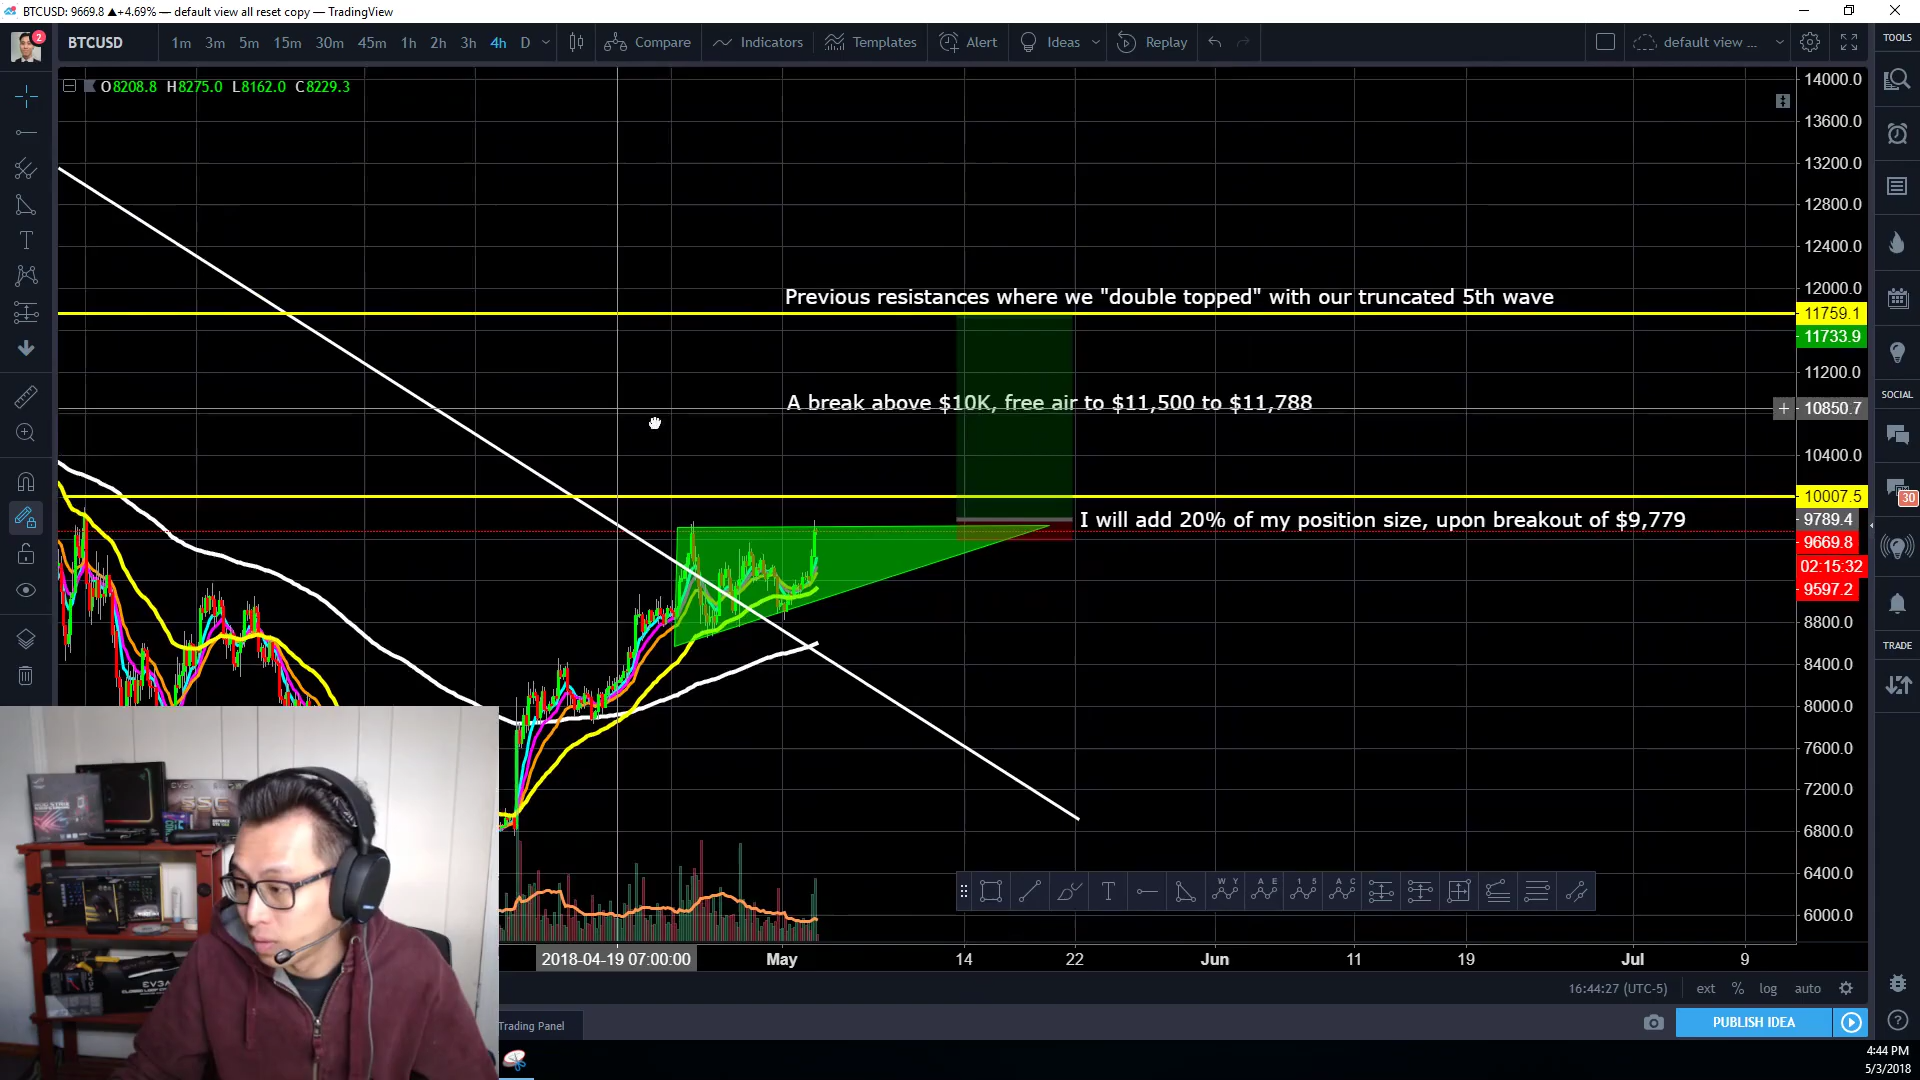 BTCUSD: 9669.8 ▲+4.69% — default view all reset copy — TradingView
2
BTCUSD 1m 3m 5m 15m 30m 45m 1h 2h 3h 4h D Compare Indicators Templates Alert Ideas Replay default view ... TOOLS
O8208.8 H8275.0 L8162.0 C8229.3
14000.0
13600.0
13200.0
12800.0
12400.0
12000.0
Previous resistances where we "double topped" with our truncated 5th wave
11759.1
11733.9
11200.0
SOCIAL
A break above $10K, free air to $11,500 to $11,788
+ 10850.7
10400.0
10007.5
30
I will add 20% of my position size, upon breakout of $9,779
9789.4
9669.8
02:15:32
9597.2
8800.0
TRADE
8400.0
8000.0
7600.0
7200.0
6800.0
6400.0
W Y A E 1 5 A C
6000.0
2018-04-19 07:00:00 May 14 22 Jun 11 19 Jul 9
16:44:27 (UTC-5) ext % log auto
Trading Panel
PUBLISH IDEA
4:44 PM
5/3/2018
SSC
EVGA
EVGA